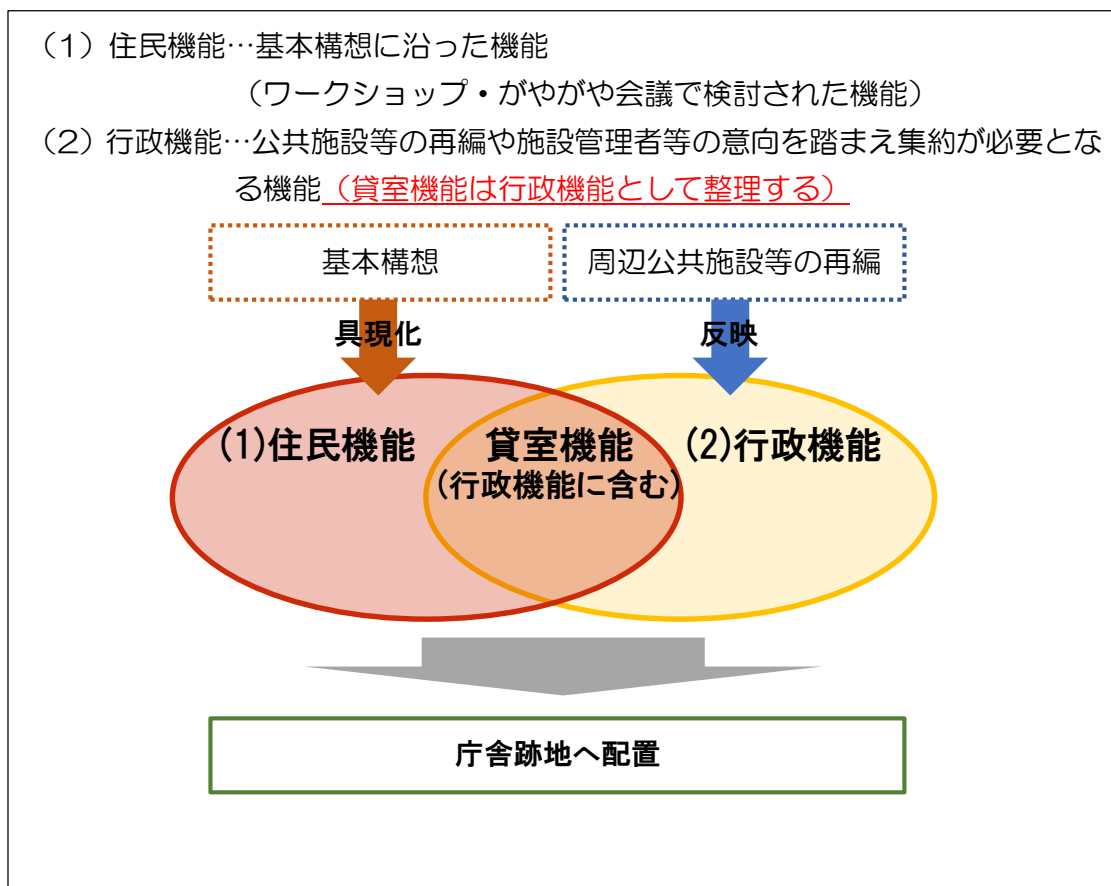 （1）住民機能…基本構想に沿った機能
（ワークショップ・がやがや会議で検討された機能）
（2）行政機能…公共施設等の再編や施設管理者等の意向を踏まえ集約が必要とな
る機能（貸室機能は行政機能として整理する）
基本構想
周辺公共施設等の再編
具現化
反映
(1)住民機能
貸室機能
(2)行政機能
(行政機能に含む)
庁舎跡地へ配置